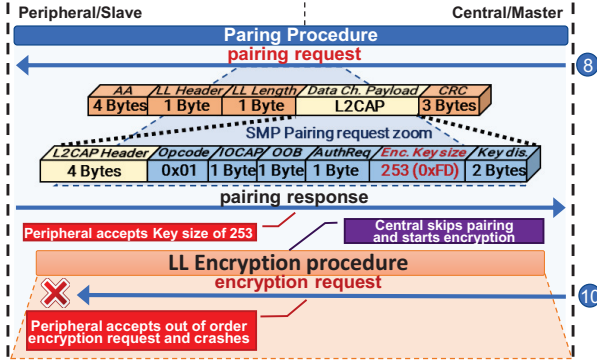 Peripheral/Slave Central/Master
Paring Procedure
pairing request
8
AA LL Header LL Length Data Ch. Payload CRC
4 Bytes 1 Byte 1 Byte L2CAP 3 Bytes
SMP Pairing request zoom
L2CAP Header Opcode IOCAP OOB AuthReq Enc. Key size Key dis.
4 Bytes 0x01 1 Byte 1 Byte 1 Byte 253 (0xFD) 2 Bytes
pairing response
Peripheral accepts Key size of 253
Central skips pairing
and starts encryption
LL Encryption procedure
encryption request
10
Peripheral accepts out of order
encryption request and crashes